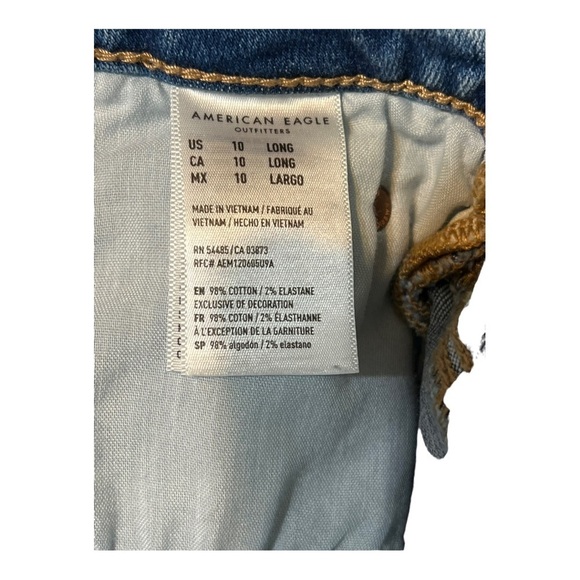 AMERICAN EAGLE
OUTFITTERS
US 10 LONG
CA 10 LONG
MX 10 LARGO
MADE IN VIETNAM / FABRIQUÉ AU
VIETNAM / HECHO EN VIETNAM
RN 54485 / CA 03873
RFC# AEM120605U9A
EN 98% COTTON / 2% ELASTANE
EXCLUSIVE OF DECORATION
FR 98% COTON / 2% ÉLASTHANNE
À L'EXCEPTION DE LA GARNITURE
SP 98% algodón / 2% elastano